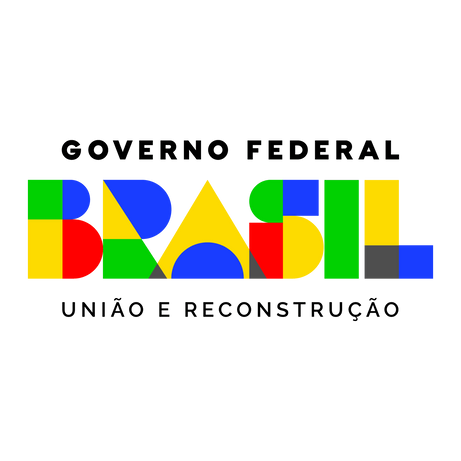 GOVERNO FEDERAL
BRASIL
UNIÃO E RECONSTRUÇÃO